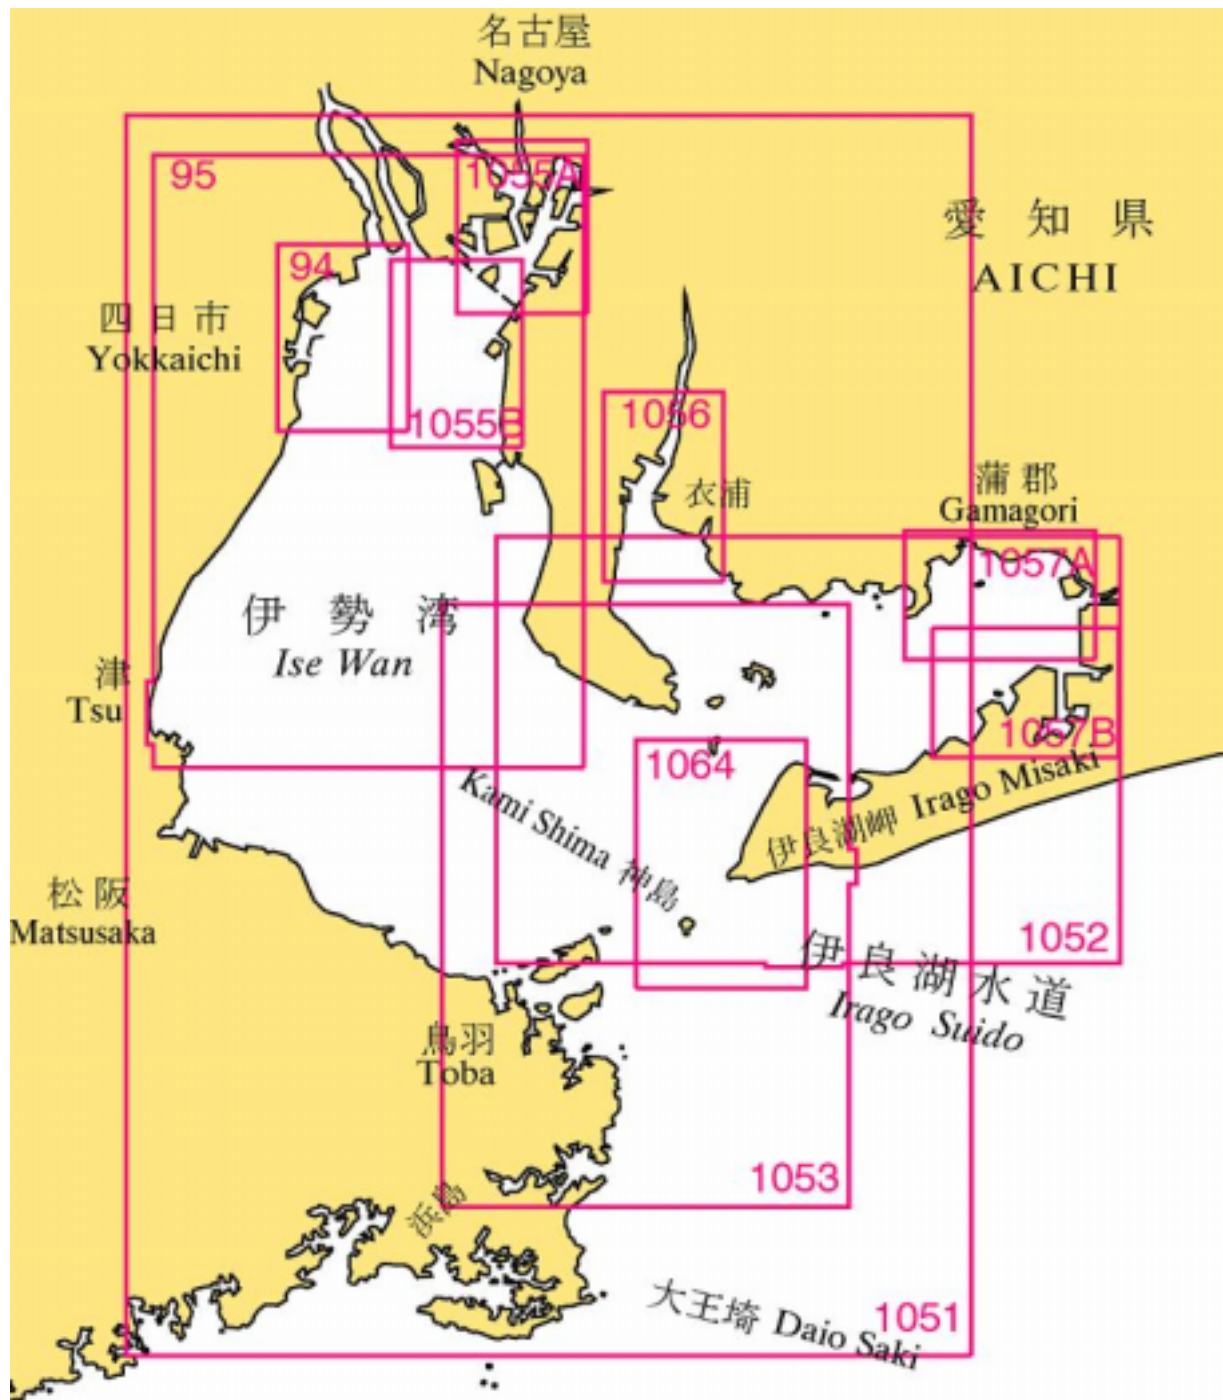 名古屋
Nagoya
95
1055A
愛知県
AICHI
94
四日市
Yokkaichi
1055B
1056
衣浦
蒲郡
Gamagori
1057A
伊勢湾
Ise Wan
津
Tsu
1057B
1064
Kami Shima 神島
伊良湖岬 Irago Misaki
松阪
Matsusaka
1052
伊良湖水道
Irago Suido
鳥羽
Toba
1053
浜島
大王埼 Daio Saki
1051